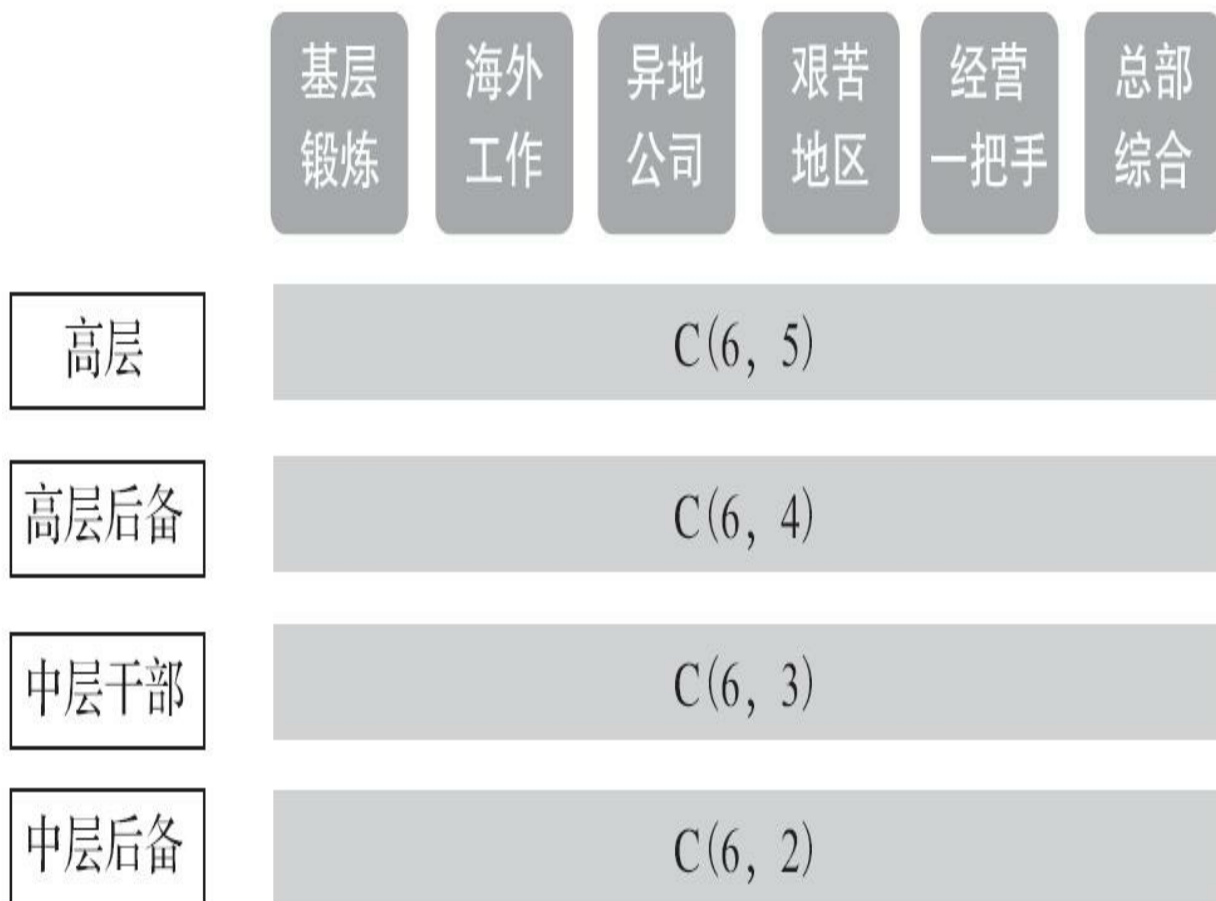 基层
锻炼
海外
工作
异地
公司
艰苦
地区
经营
一把手
总部
综合
高层
C(6, 5)
高层后备
C(6, 4)
中层干部
C(6, 3)
中层后备
C(6, 2)